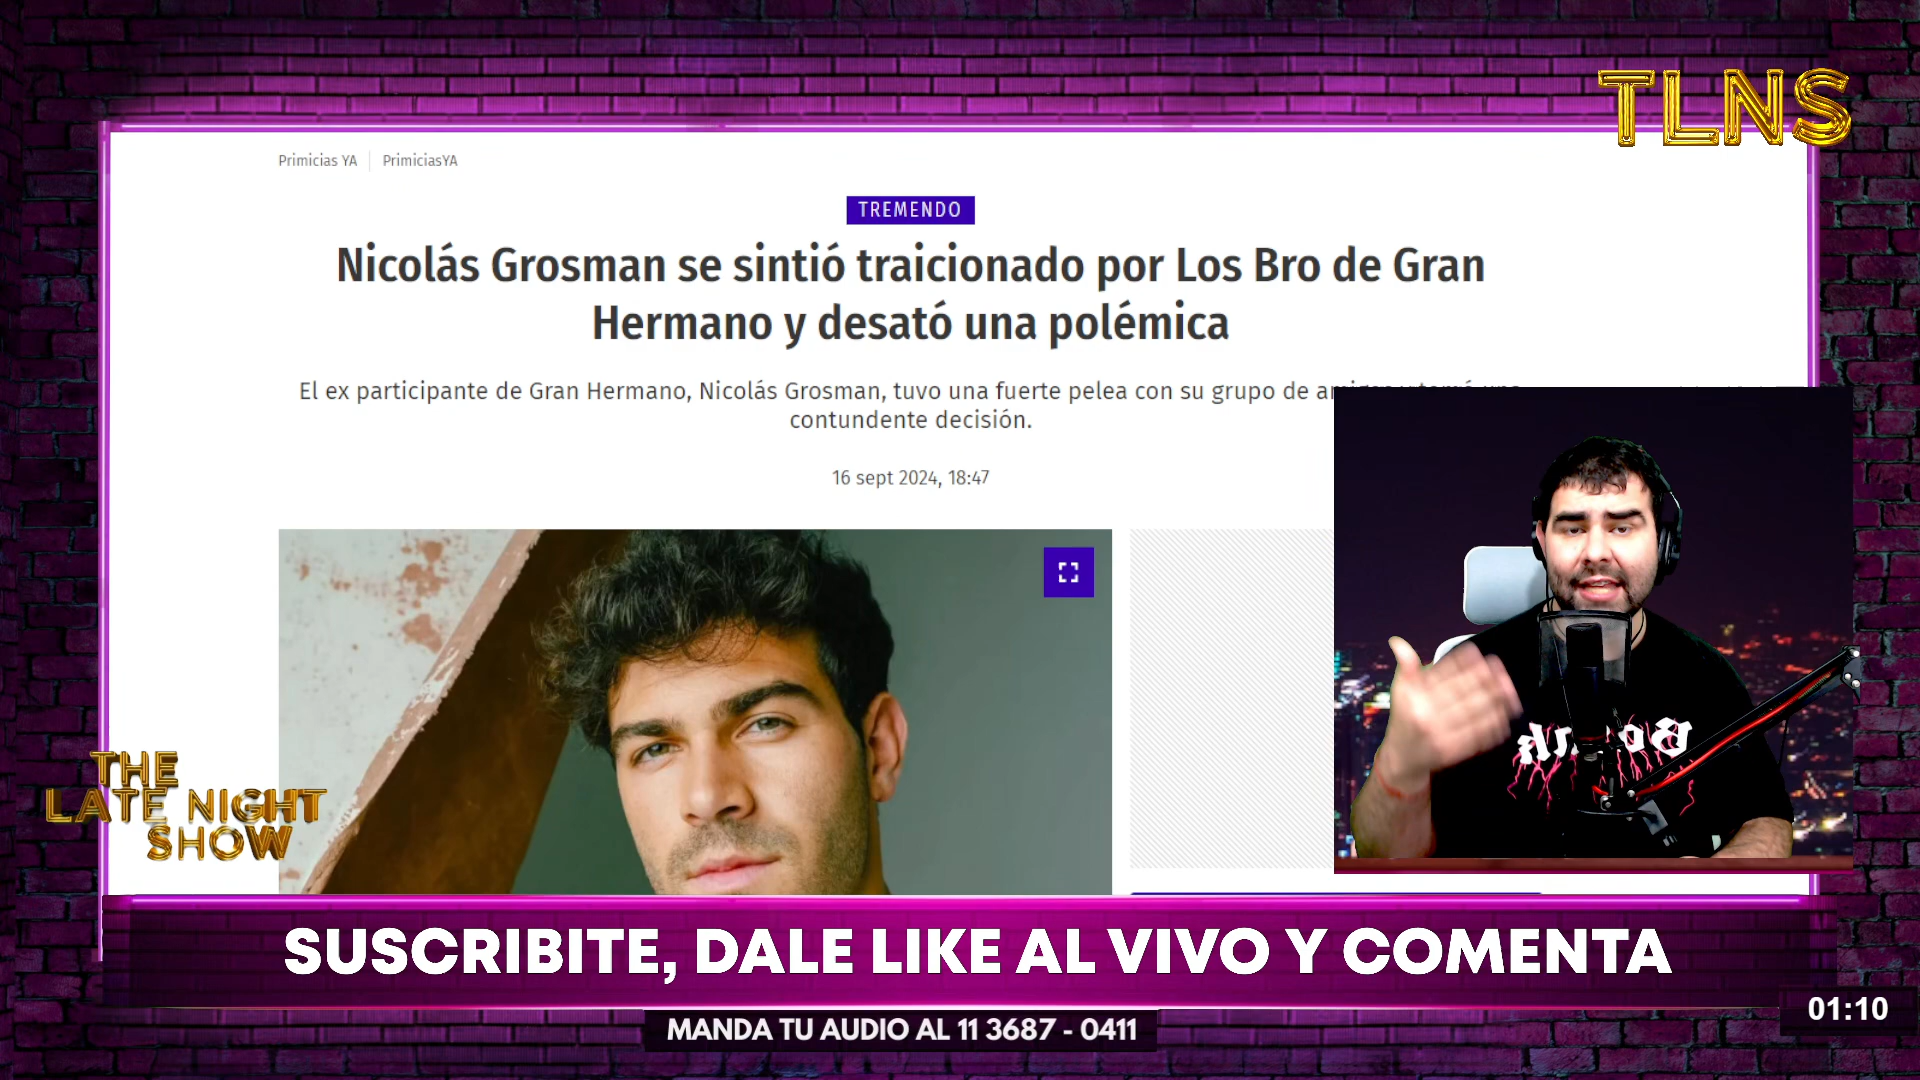 TLNS
Primicias YA
PrimiciasYA
TREMENDO
Nicolás Grosman se sintió traicionado por Los Bro de Gran
Hermano y desató una polémica
El ex participante de Gran Hermano, Nicolás Grosman, tuvo una fuerte pelea con su grupo de
contundente decisión.
16 sept 2024, 18:47
THE
LATE NIGHT
SHOW
SUSCRIBITE, DALE LIKE AL VIVO Y COMENTA
01:10
MANDA TU AUDIO AL 11 3687 - 0411